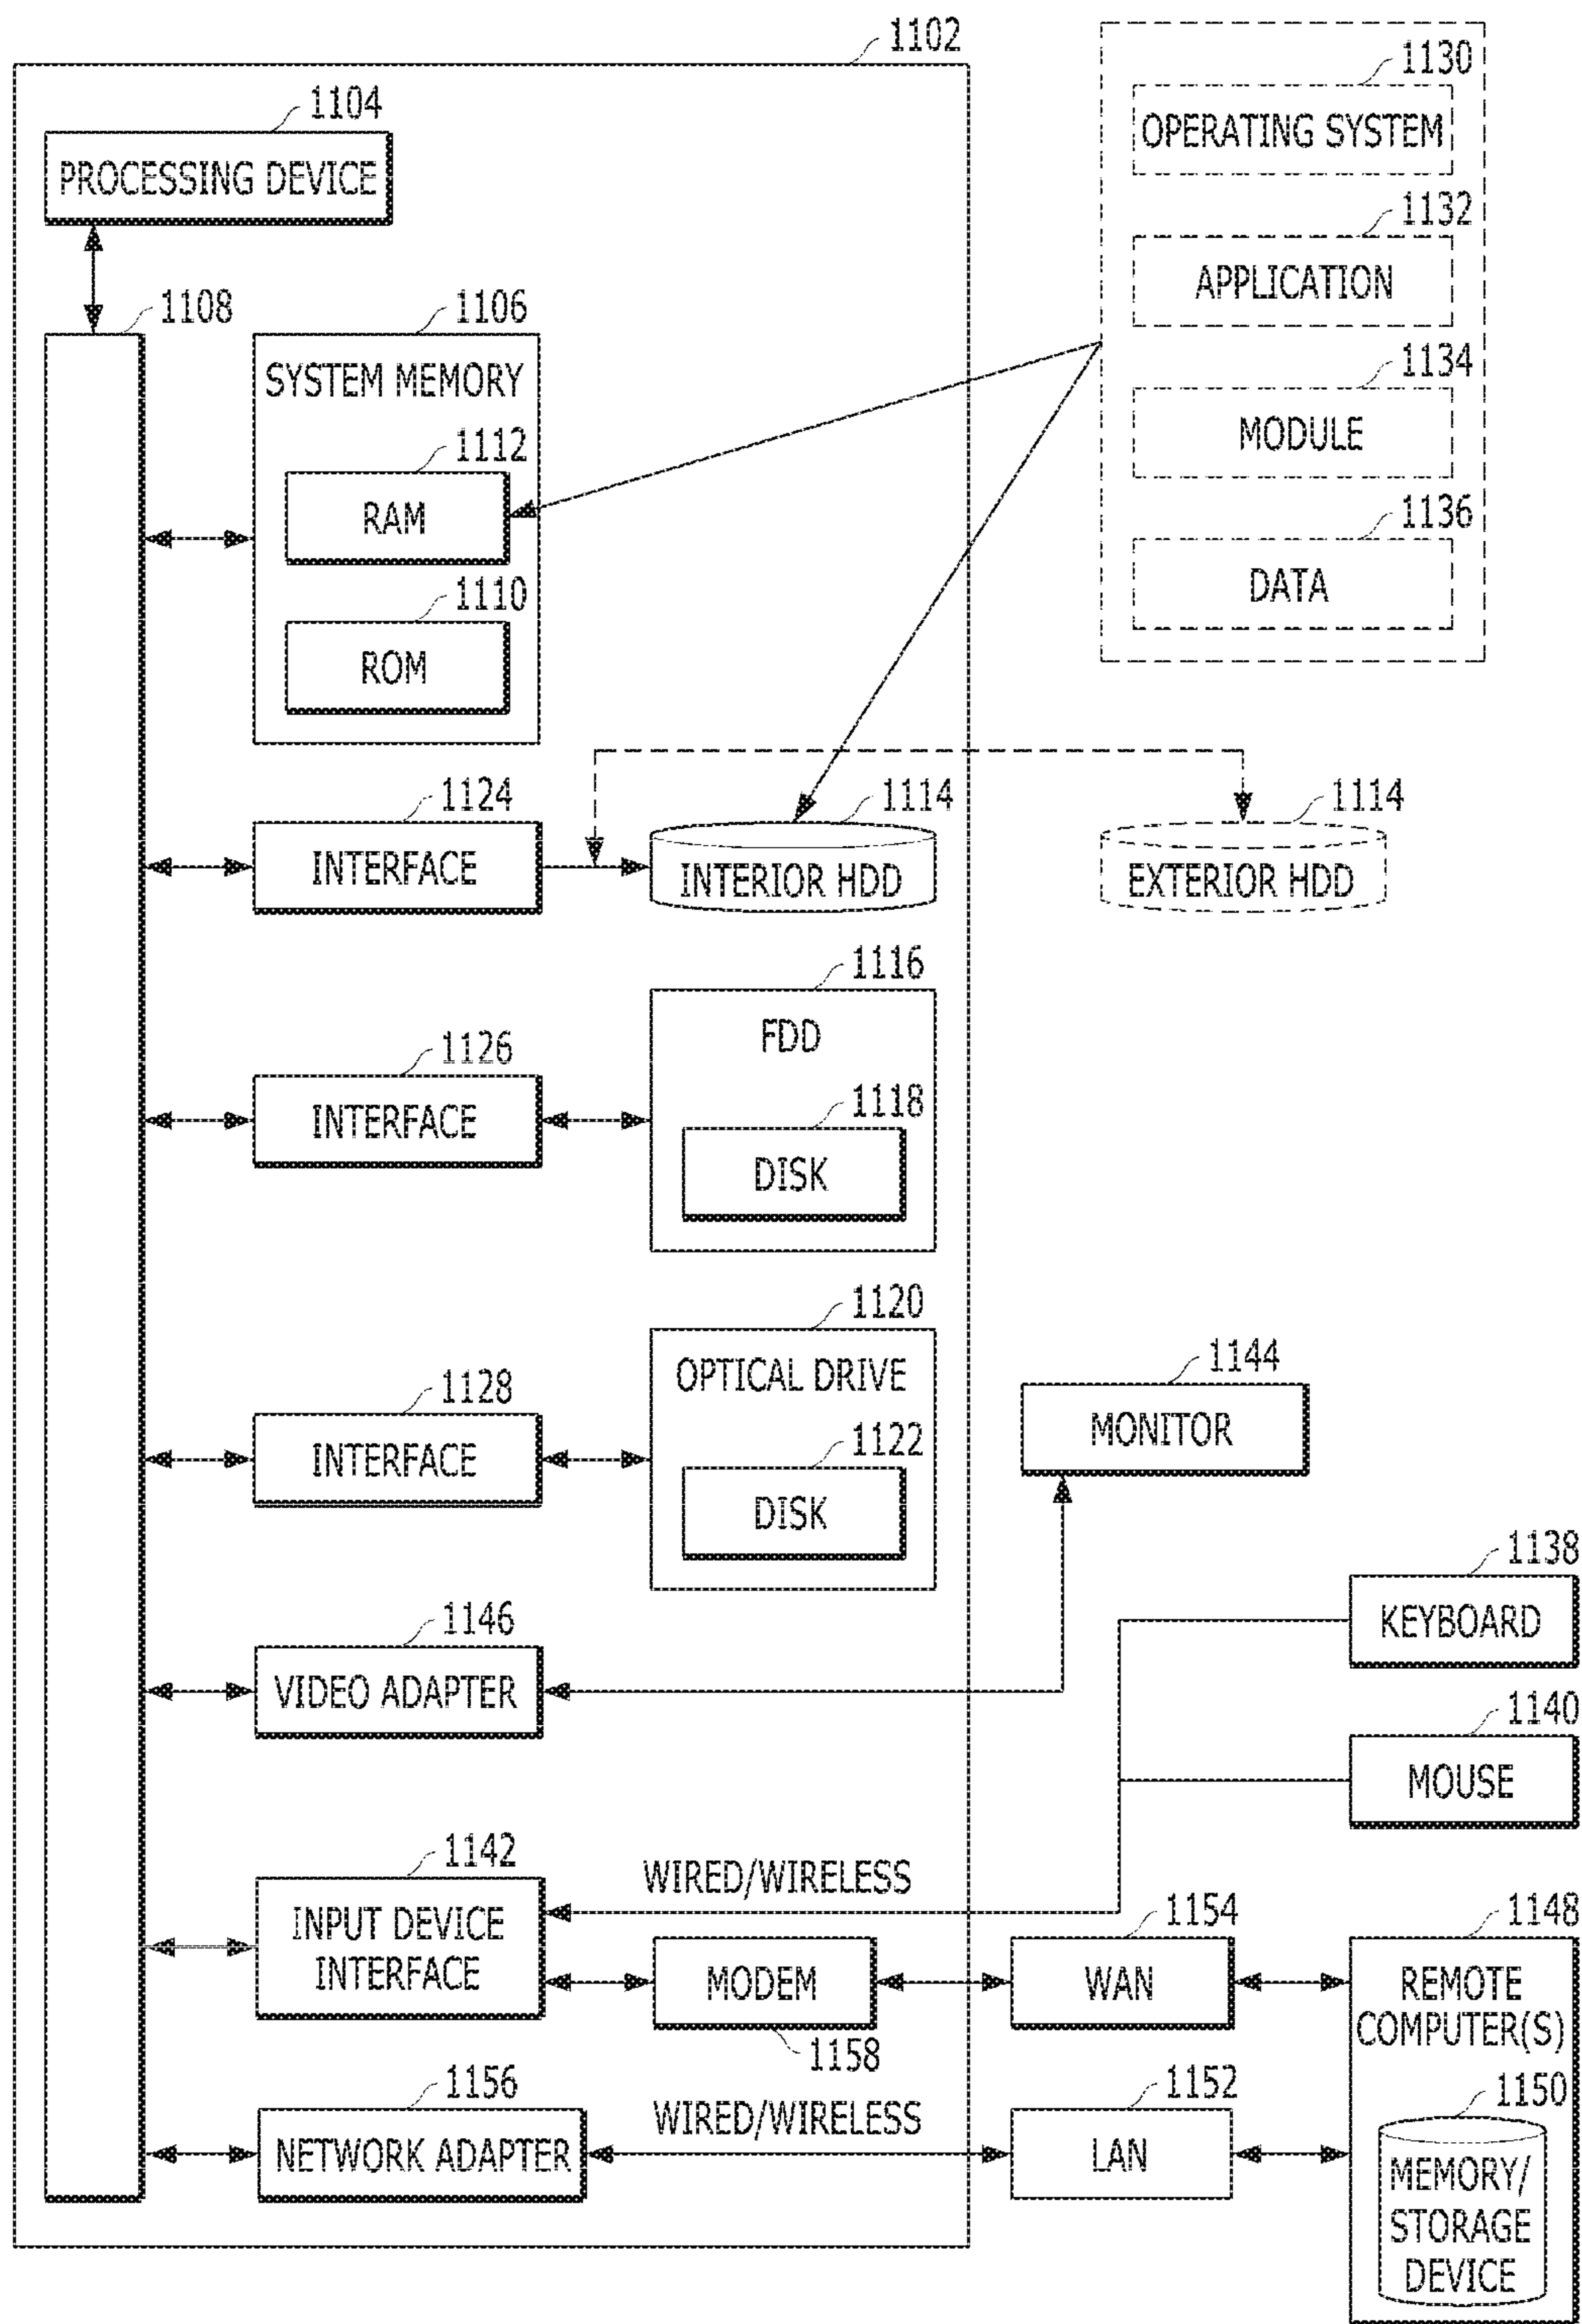 1102
1104
PROCESSING DEVICE
1108
1106
SYSTEM MEMORY
1112
RAM
1110
ROM
1130
OPERATING SYSTEM
1132
APPLICATION
1134
MODULE
1136
DATA
1124
INTERFACE
1114
INTERIOR HDD
1114
EXTERIOR HDD
1126
INTERFACE
1116
FDD
1118
DISK
1128
INTERFACE
1120
OPTICAL DRIVE
1122
DISK
1144
MONITOR
1146
VIDEO ADAPTER
1138
KEYBOARD
1140
MOUSE
1142
INPUT DEVICE
INTERFACE
WIRED/WIRELESS
MODEM
1158
1154
WAN
1148
REMOTE
COMPUTER(S)
1150
MEMORY/
STORAGE
DEVICE
1156
NETWORK ADAPTER
WIRED/WIRELESS
1152
LAN